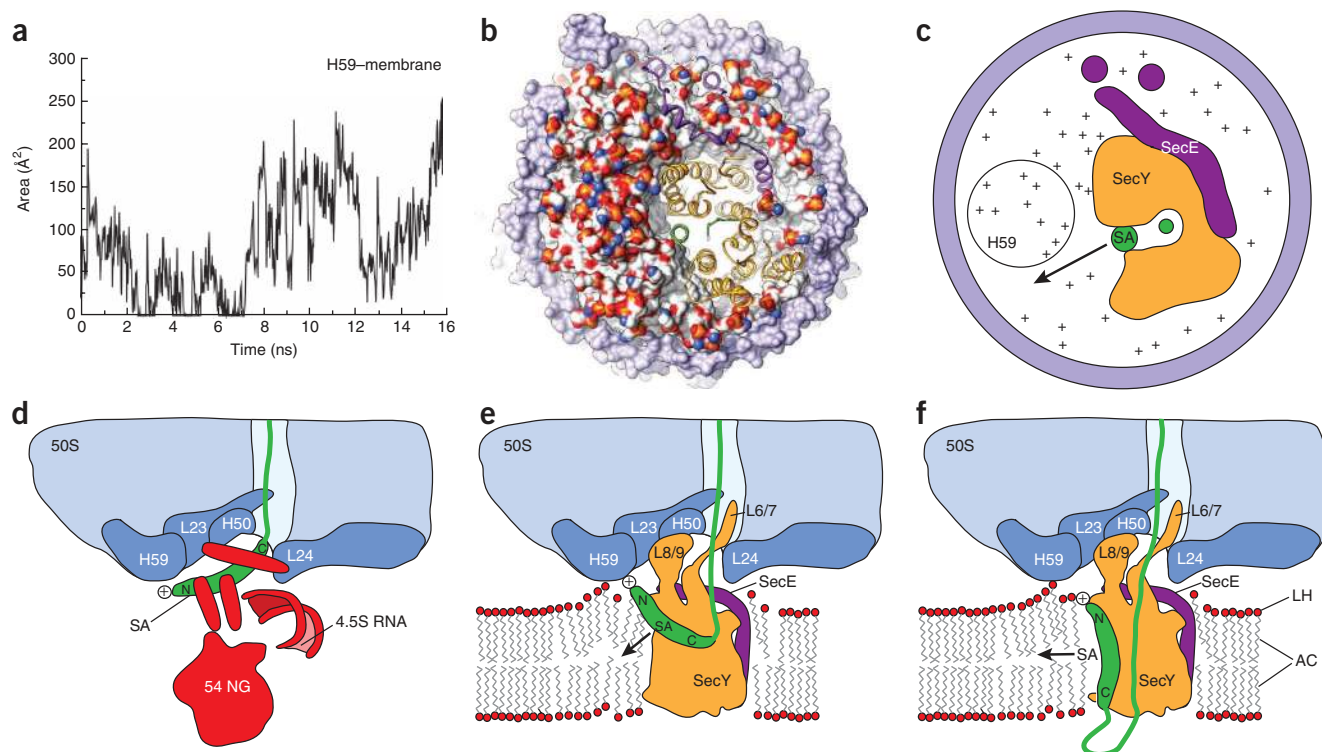 a
H59–membrane
Area (Å²)
300
250
200
150
100
50
0
0 2 4 6 8 10 12 14 16
Time (ns)
b
c
SecE
SecY
H59
SA
d
50S
L23
H50
H59
C
L24
N
+
SA
4.5S RNA
54 NG
e
50S
L23
H50
L6/7
H59
L8/9
L24
+
SecE
N
SA
C
SecY
f
50S
L23
H50
L6/7
H59
L8/9
L24
SecE
+
LH
N
SA
AC
C
SecY